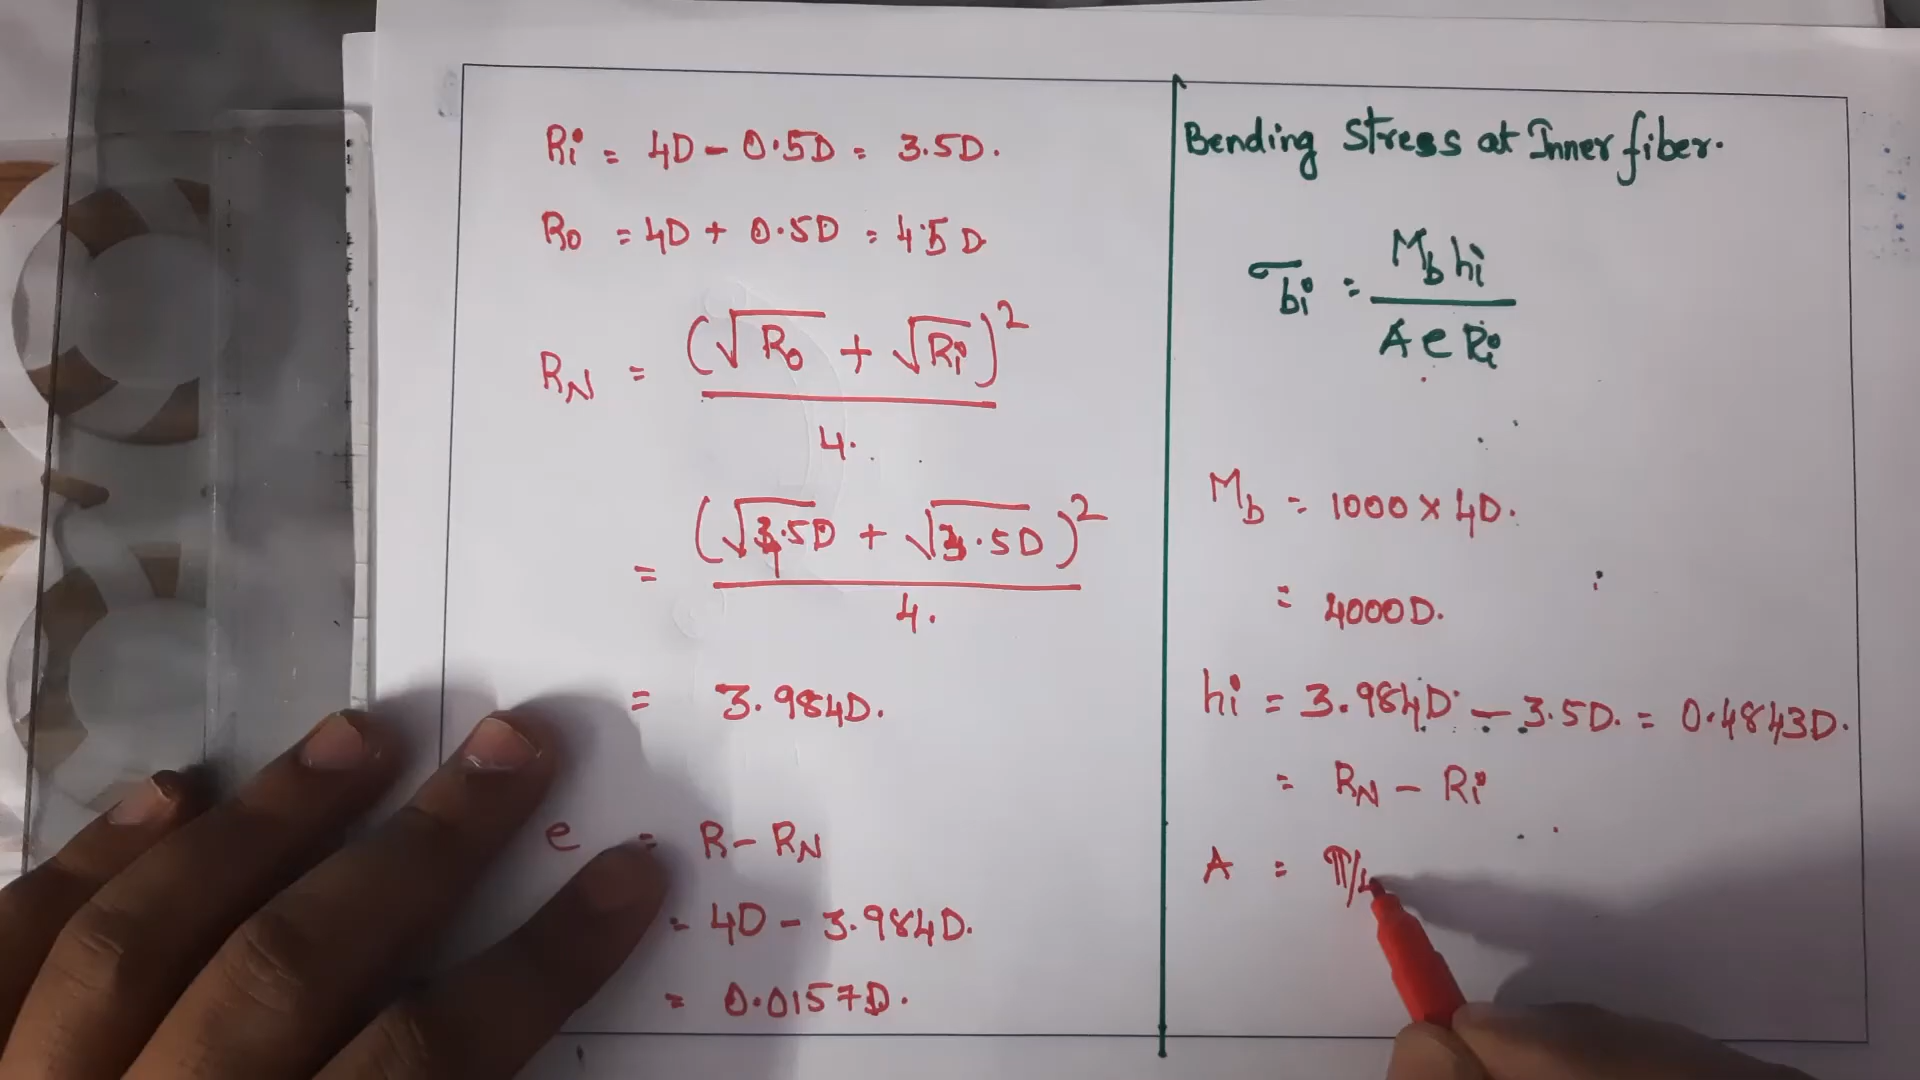 Ri = 4D - 0.5D = 3.5D.
Ro = 4D + 0.5D = 4.5D
RN = (√Ro + √Ri)² / 4.
= (√4.5D + √3.5D)² / 4.
= 3.984D.
e = R - RN
= 4D - 3.984D.
= 0.0157D.
Bending Stress at Inner fiber.
σbi = Mb hi / A e Ri
Mb = 1000 × 4D.
= 4000D.
hi = 3.984D - 3.5D. = 0.4843D.
= RN - Ri
A = π/4